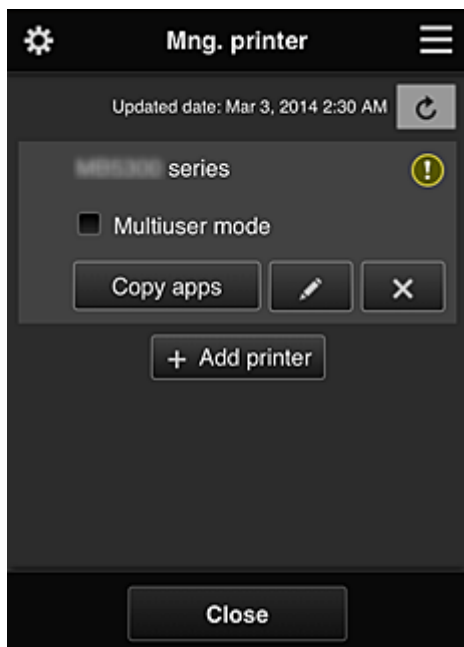 Mng. printer
Updated date: Mar 3, 2014 2:30 AM
series
Multiuser mode
Copy apps
+ Add printer
Close